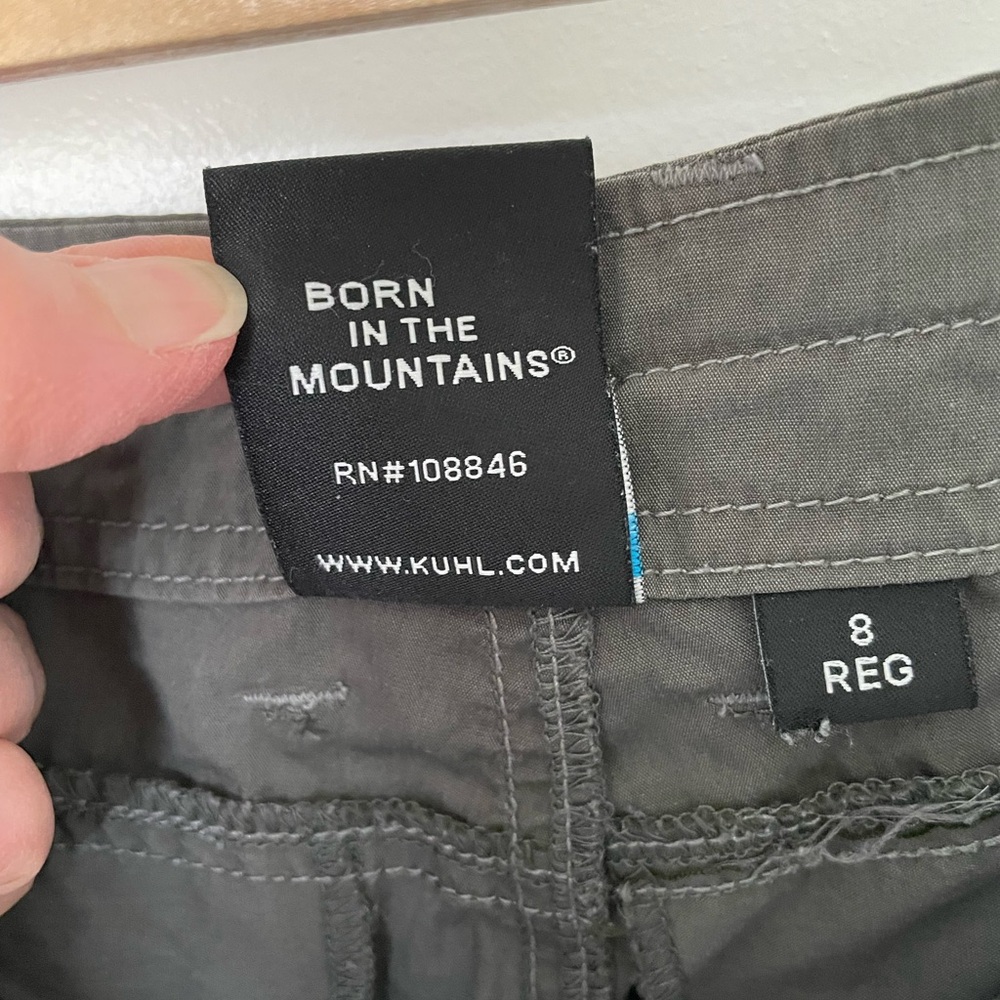 BORN
IN THE
MOUNTAINS®
RN#108846
WWW.KUHL.COM
8
REG